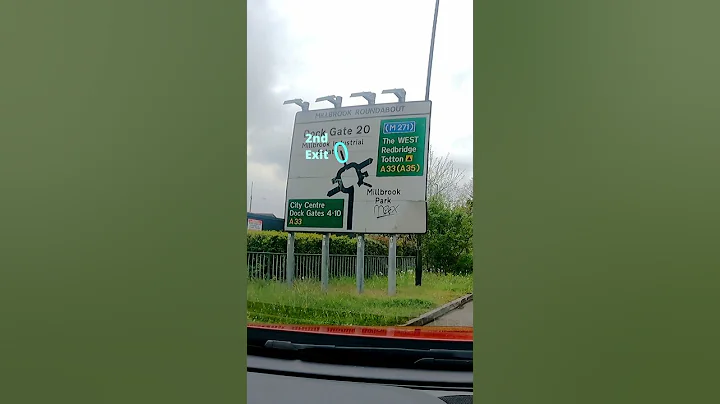 MILLBROOK ROUNDABOUT
Dock Gate 20
Millbrook Industrial
2nd
Exit
(M 271)
The WEST
Redbridge
Totton A
A33 (A35)
Millbrook
Park
City Centre
Dock Gates 4-10
A33